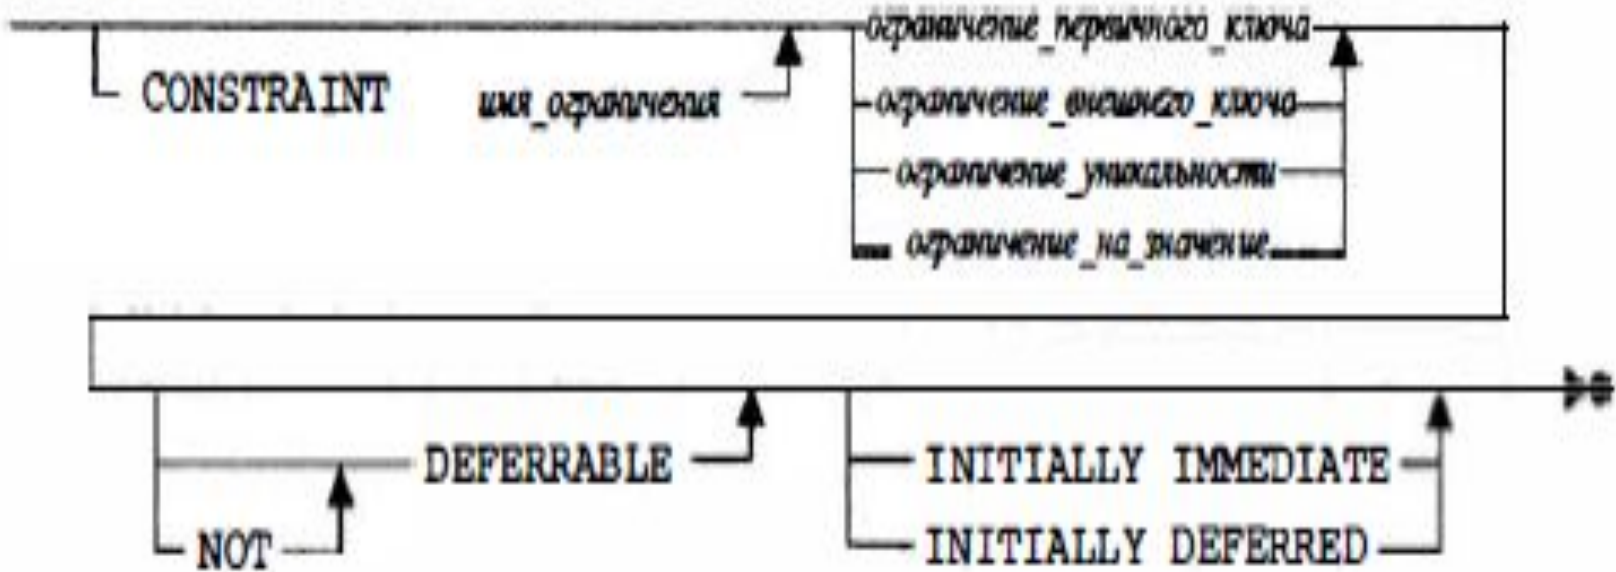 ограничение_первичного_ключа
CONSTRAINT имя_ограничения
ограничение_внешнего_ключа
ограничение_уникальности
ограничение_на_значение
DEFERRABLE
NOT
INITIALLY IMMEDIATE
INITIALLY DEFERRED